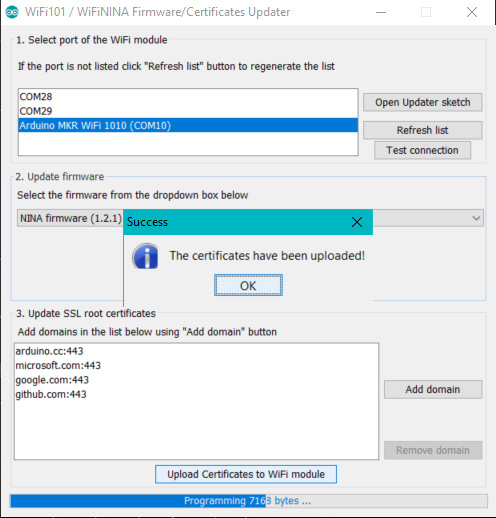 WiFi101 / WiFiNINA Firmware/Certificates Updater
1. Select port of the WiFi module
If the port is not listed click "Refresh list" button to regenerate the list
COM28
COM29
Arduino MKR WiFi 1010 (COM10)
Open Updater sketch
Refresh list
Test connection
2. Update firmware
Select the firmware from the dropdown box below
NINA firmware (1.2.1)
Success
The certificates have been uploaded!
OK
3. Update SSL root certificates
Add domains in the list below using "Add domain" button
arduino.cc:443
microsoft.com:443
google.com:443
github.com:443
Add domain
Remove domain
Upload Certificates to WiFi module
Programming 7168 bytes ...